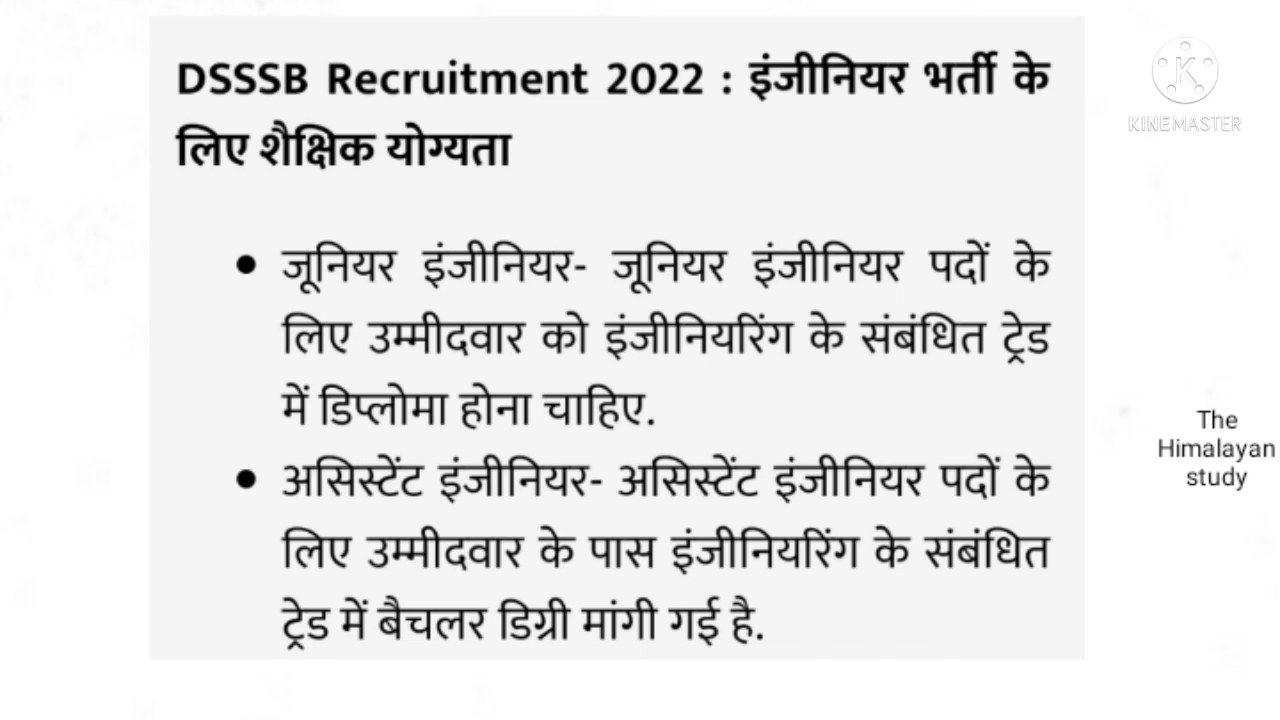 DSSSB Recruitment 2022 : इंजीनियर भर्ती के
लिए शैक्षिक योग्यता
• जूनियर इंजीनियर- जूनियर इंजीनियर पदों के
लिए उम्मीदवार को इंजीनियरिंग के संबंधित ट्रेड
में डिप्लोमा होना चाहिए.
• असिस्टेंट इंजीनियर- असिस्टेंट इंजीनियर पदों के
लिए उम्मीदवार के पास इंजीनियरिंग के संबंधित
ट्रेड में बैचलर डिग्री मांगी गई है.
K
KINEMASTER
The
Himalayan
study